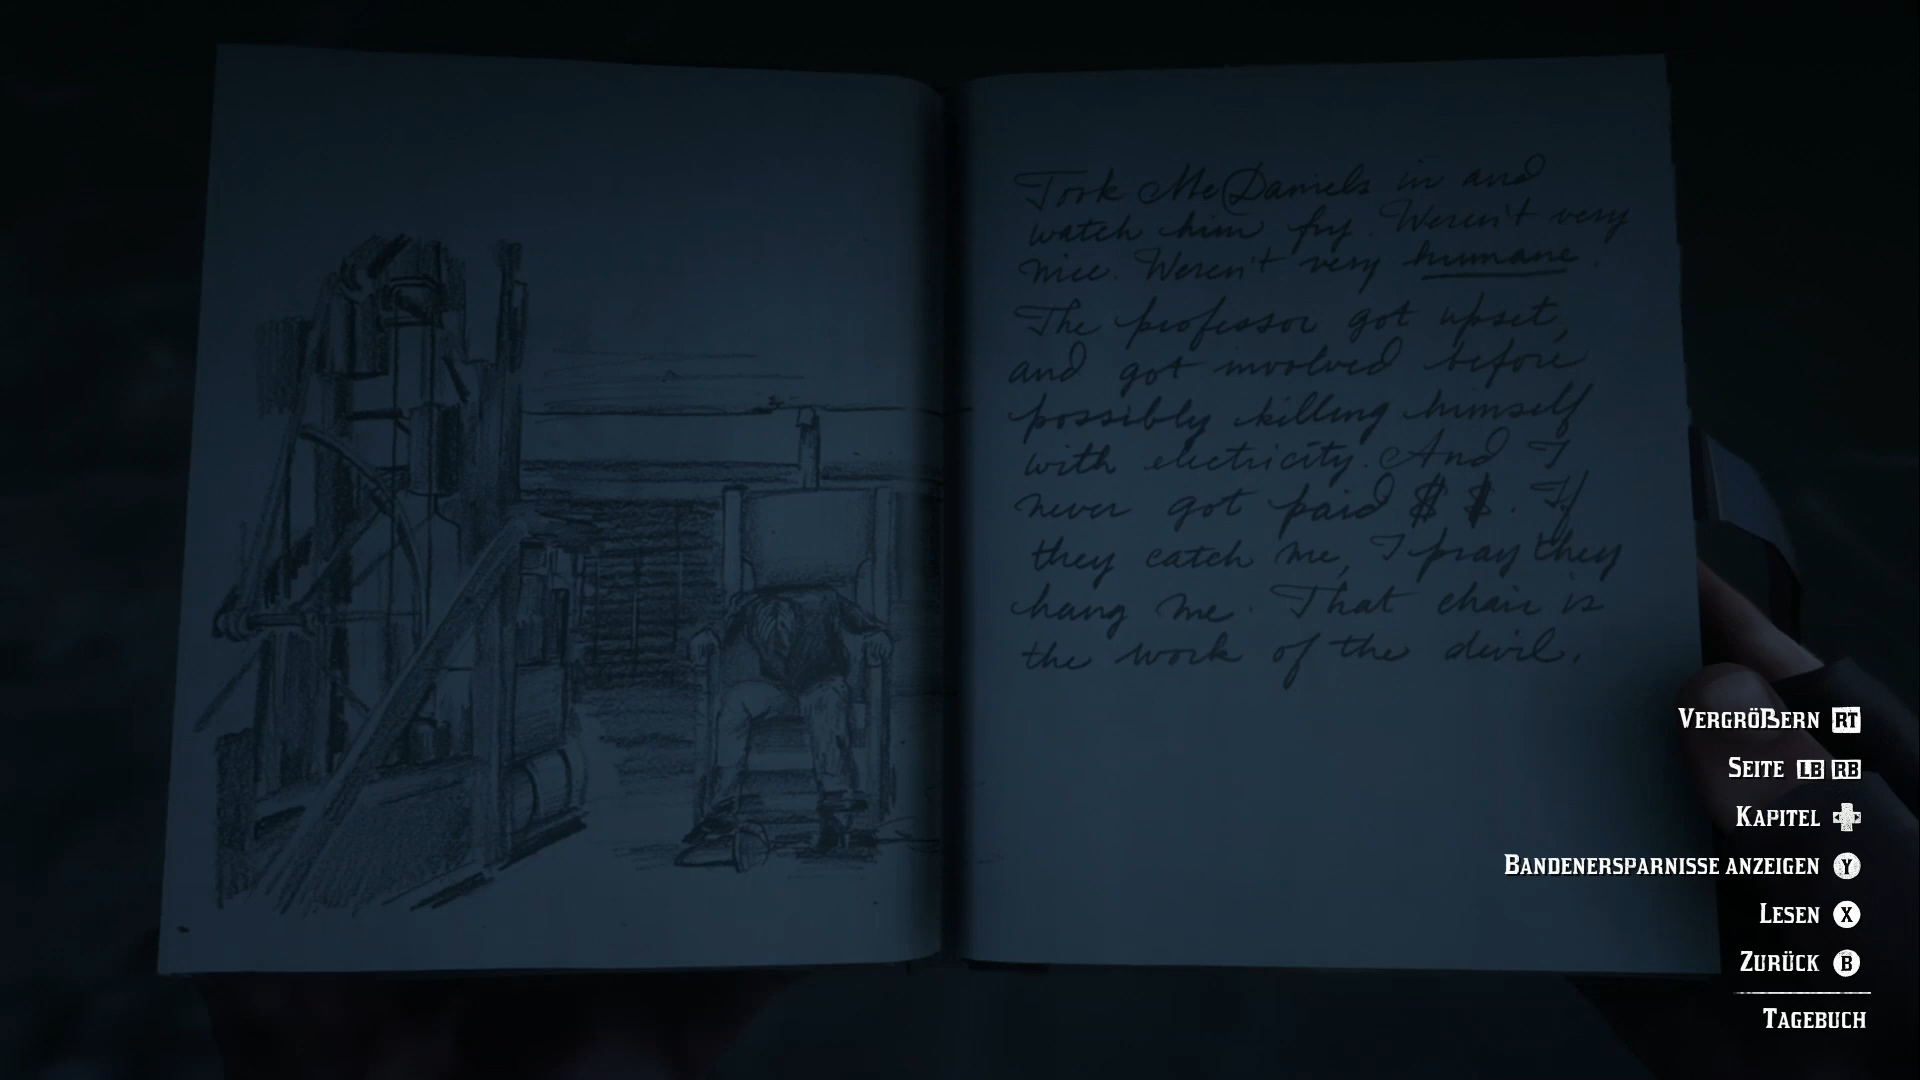 Took McDaniels in and
watch him fry. Weren't very
nice. Weren't very humane.
The professor got upset,
and got involved before
possibly killing himself
with electricity. And I
never got paid $ $. If
they catch me, I pray they
hang me. That chair is
the work of the devil.
VERGRÖẞERN RT
SEITE LB RB
KAPITEL
BANDENERSPARNISSE ANZEIGEN Y
LESEN X
ZURÜCK B
TAGEBUCH